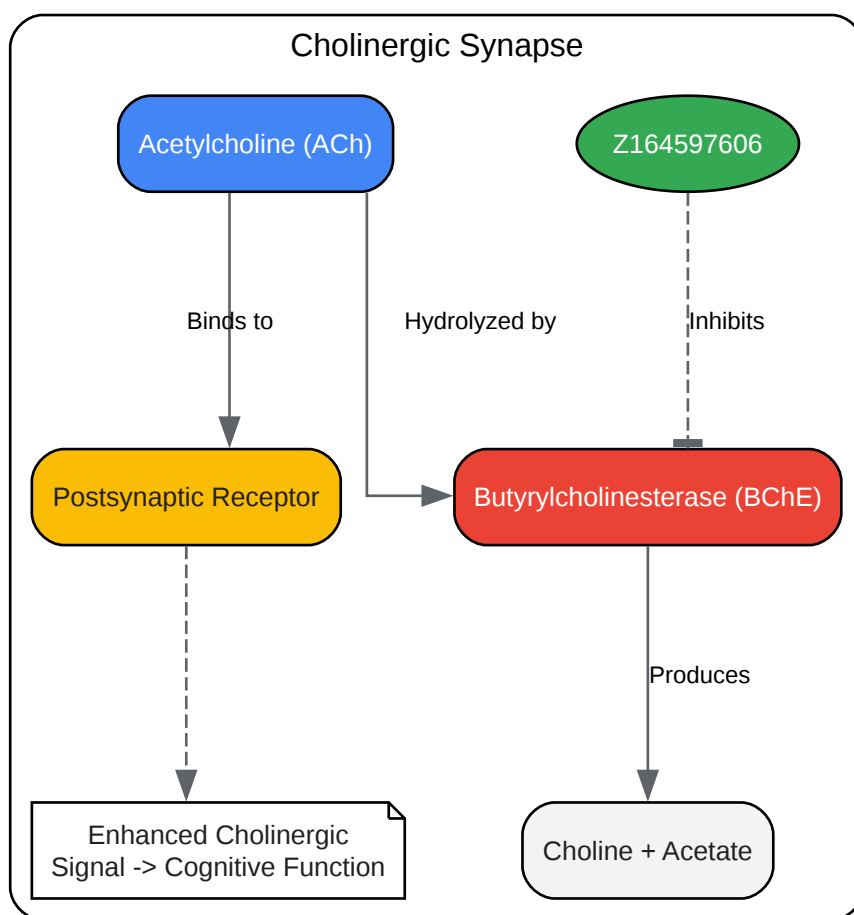 Cholinergic Synapse
Acetylcholine (ACh)
Z164597606
Binds to
Hydrolyzed by
Inhibits
Postsynaptic Receptor
Butyrylcholinesterase (BChE)
Produces
Enhanced Cholinergic
Signal -> Cognitive Function
Choline + Acetate